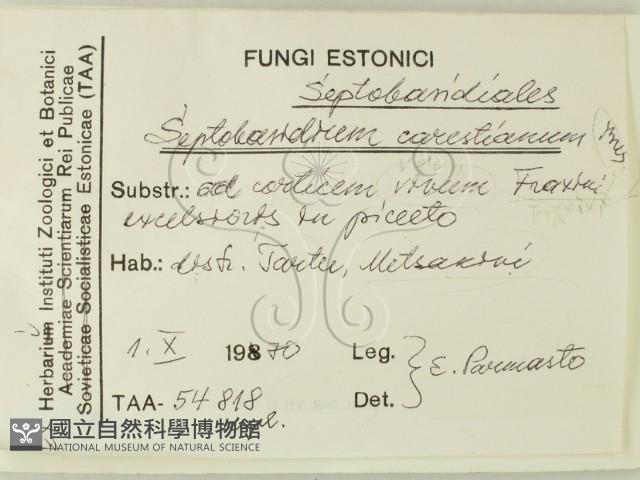 FUNGI ESTONICI
Septobasidiales
Septobasidium carestianum Bres
Substr.: ad corticem vivum Fraxini
excelsioris in piceeto
Hab.: distr. Tartu,
1. X 1970
Leg.
Det.
E. Parmasto
TAA- 54 818
Herbarium Instituti Zoologici et Botanici
Academiae Scientiarum Rei Publicae
Sovieticae Socialisticae Estonicae (TAA)
國立自然科學博物館
NATIONAL MUSEUM OF NATURAL SCIENCE